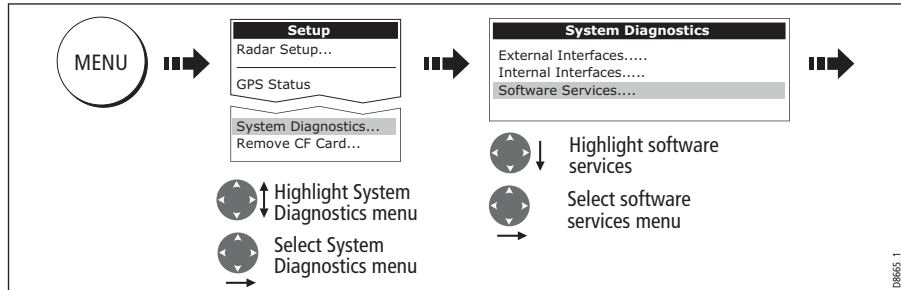 MENU
Setup
Radar Setup...
GPS Status
System Diagnostics...
Remove CF Card...
Highlight System
Diagnostics menu
Select System
Diagnostics menu
System Diagnostics
External Interfaces.....
Internal Interfaces.....
Software Services....
Highlight software
services
Select software
services menu
D8665_1